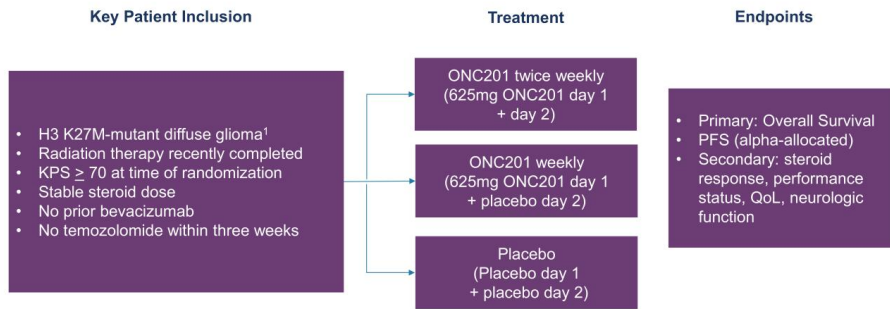 Key Patient Inclusion
• H3 K27M-mutant diffuse glioma¹
• Radiation therapy recently completed
• KPS ≥ 70 at time of randomization
• Stable steroid dose
• No prior bevacizumab
• No temozolomide within three weeks
Treatment
ONC201 twice weekly
(625mg ONC201 day 1
+ day 2)
ONC201 weekly
(625mg ONC201 day 1
+ placebo day 2)
Placebo
(Placebo day 1
+ placebo day 2)
Endpoints
• Primary: Overall Survival
• PFS (alpha-allocated)
• Secondary: steroid
response, performance
status, QoL, neurologic
function